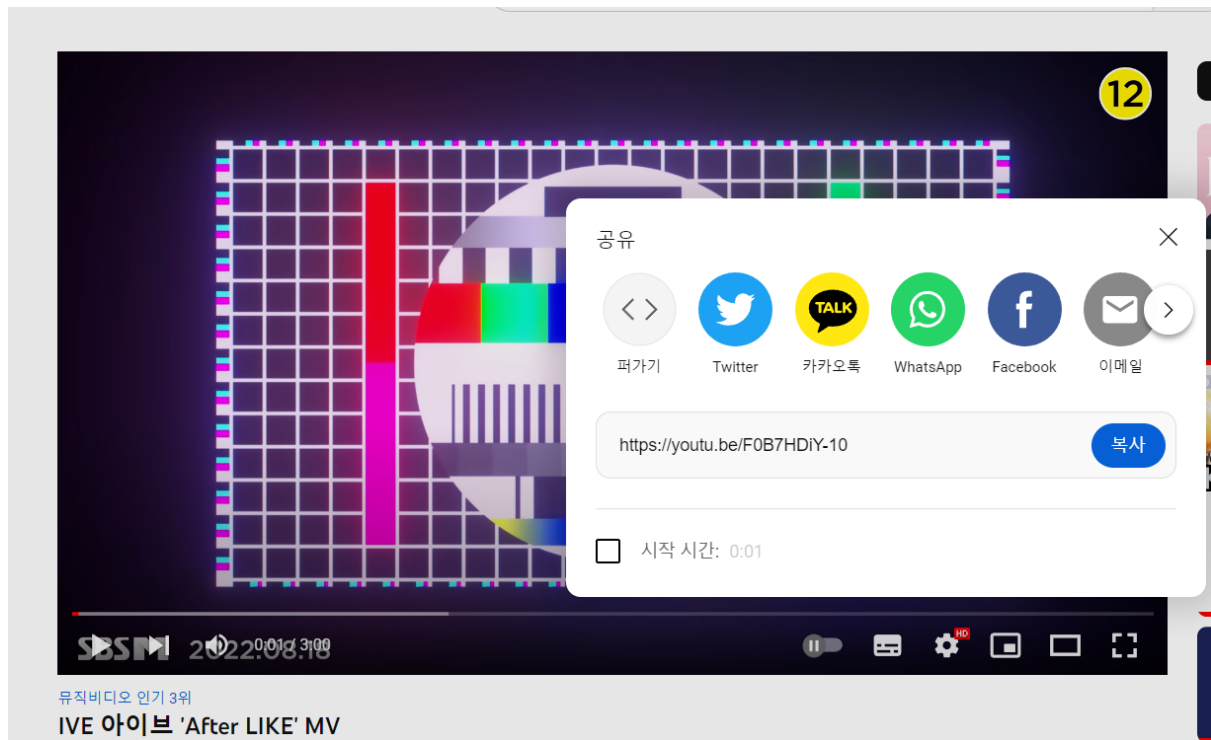 12
공유
TALK
퍼가기
Twitter
카카오톡
WhatsApp
Facebook
이메일
https://youtu.be/F0B7HDiY-10
복사
시작 시간: 0:01
SBS M 2022.08.18
0:01 / 3:00
HD
뮤직비디오 인기 3위
IVE 아이브 'After LIKE' MV